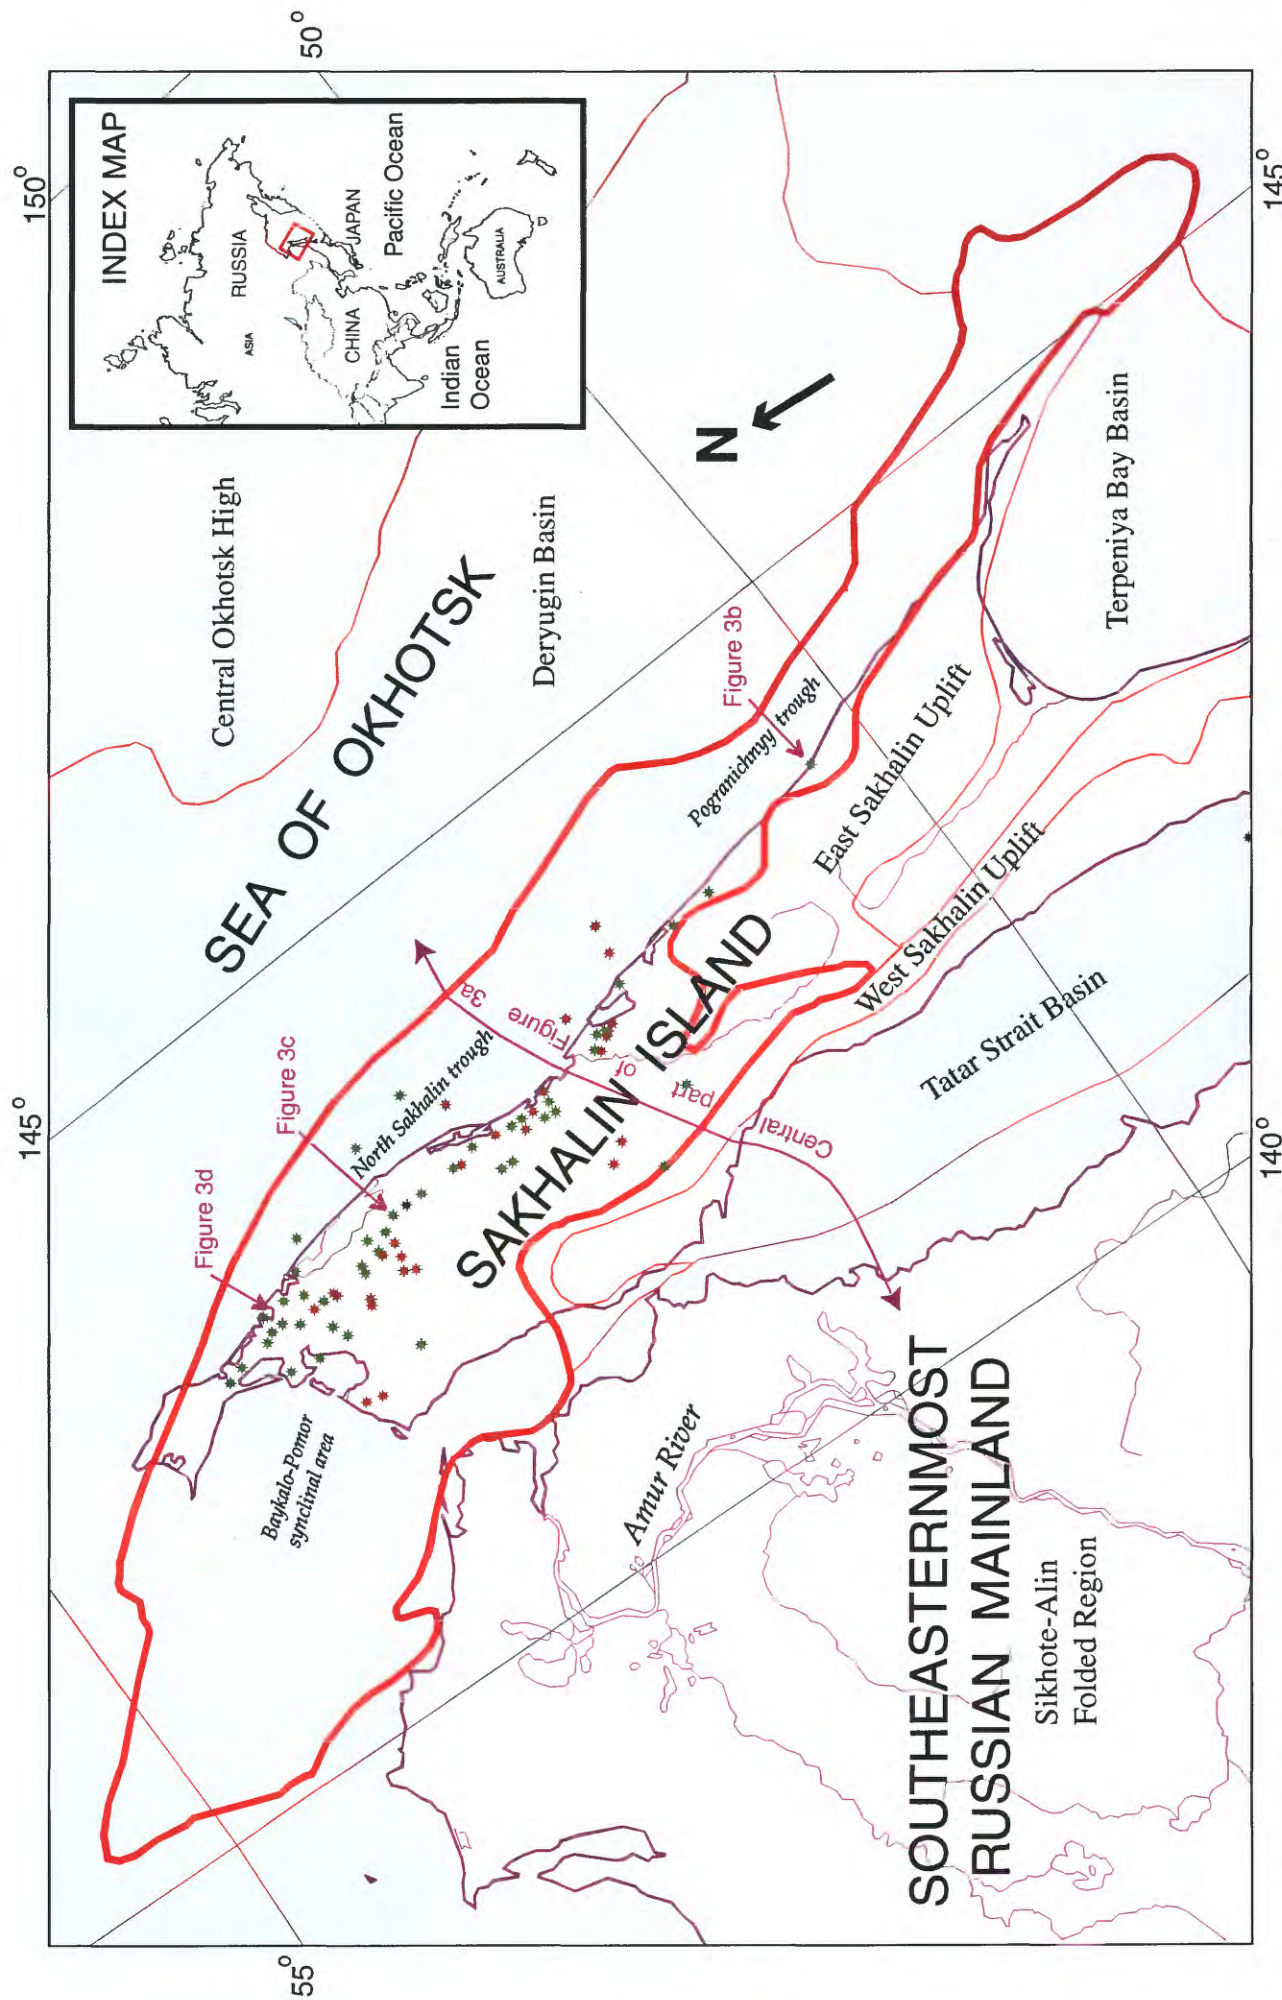 150°
50°
INDEX MAP
RUSSIA
ASIA
JAPAN
CHINA
Pacific Ocean
Indian
Ocean
AUSTRALIA
Central Okhotsk High
SEA OF OKHOTSK
Deryugin Basin
N
145°
Figure 3b
Pogranichnyy trough
Terpeniya Bay Basin
East Sakhalin Uplift
West Sakhalin Uplift
Tatar Strait Basin
145°
Figure 3c
North Sakhalin trough
Figure 3d
SAKHALIN ISLAND
Central part of Figure 3a
Baykalo-Pomor
synclinal area
Amur River
140°
SOUTHEASTERNMOST
RUSSIAN MAINLAND
Sikhote-Alin
Folded Region
55°